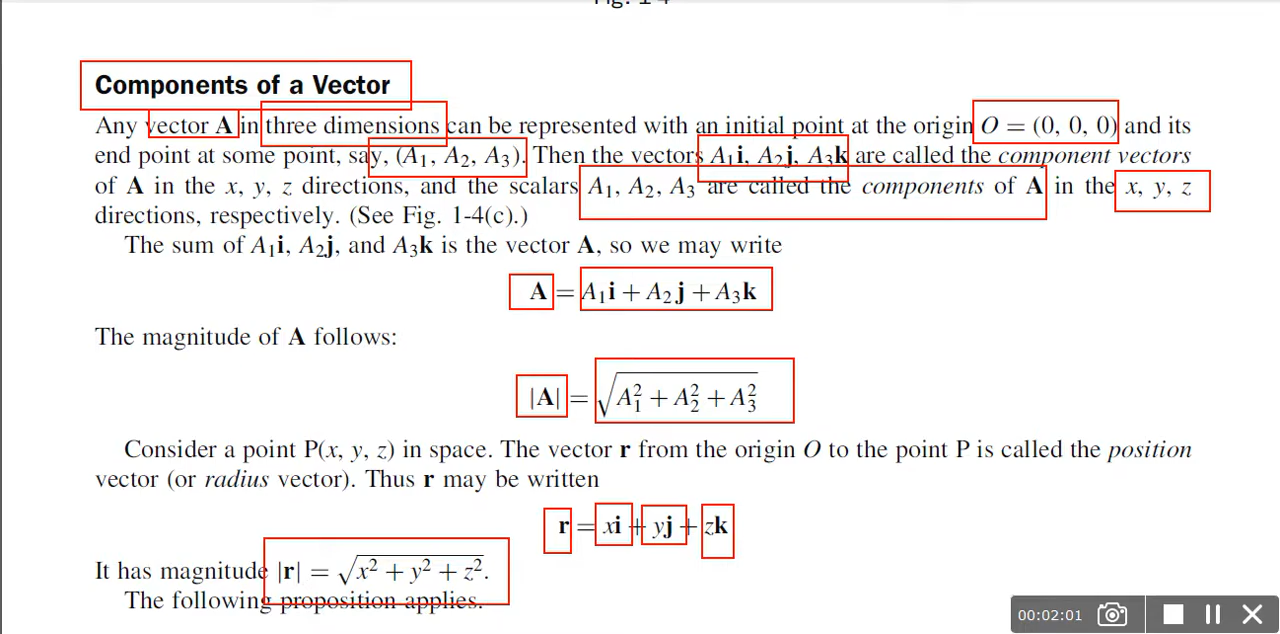 Fig. 1-4
Components of a Vector
Any vector A in three dimensions can be represented with an initial point at the origin O = (0, 0, 0) and its
end point at some point, say, (A₁, A₂, A₃). Then the vectors A₁i, A₂j, A₃k are called the component vectors
of A in the x, y, z directions, and the scalars A₁, A₂, A₃ are called the components of A in the x, y, z
directions, respectively. (See Fig. 1-4(c).)
The sum of A₁i, A₂j, and A₃k is the vector A, so we may write
A = A₁i + A₂j + A₃k
The magnitude of A follows:
|A| = √(A₁² + A₂² + A₃²)
Consider a point P(x, y, z) in space. The vector r from the origin O to the point P is called the position
vector (or radius vector). Thus r may be written
r = xi + yj + zk
It has magnitude |r| = √(x² + y² + z²).
The following proposition applies.
00:02:01